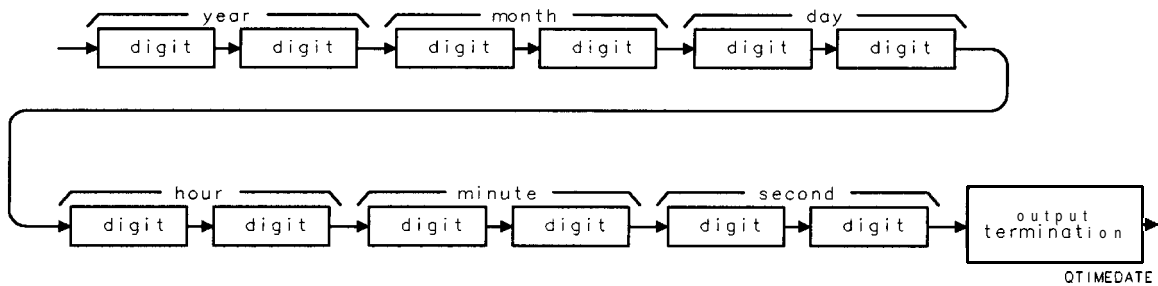 year month day
digit digit digit digit digit digit
hour minute second
digit digit digit digit digit digit
output
termination
QTIMEDATE